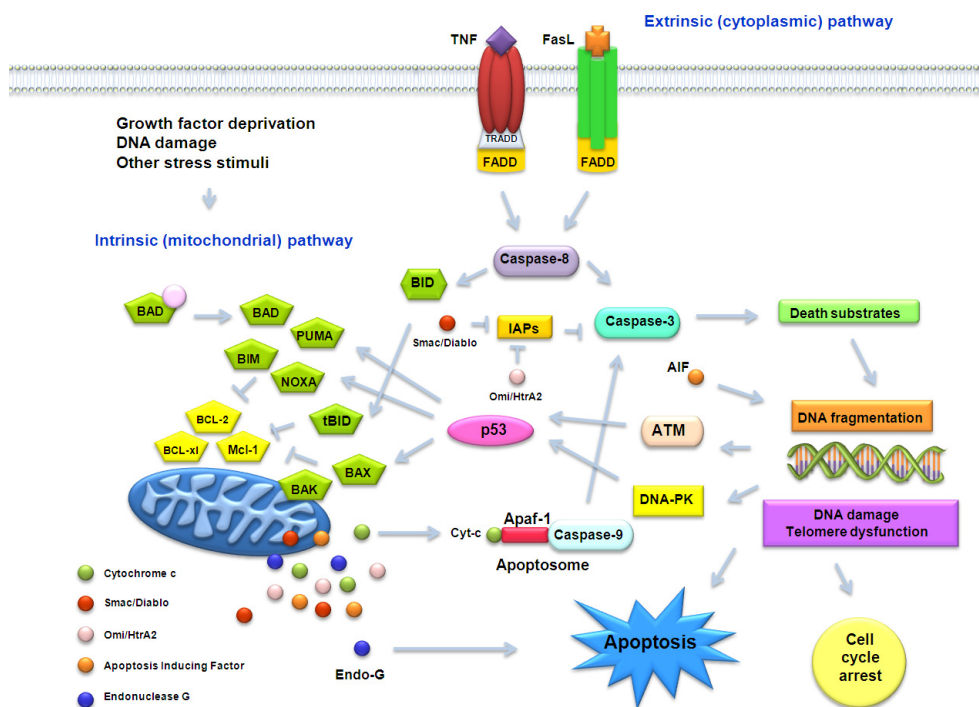 Extrinsic (cytoplasmic) pathway
TNF
FasL
TRADD
FADD
FADD
Growth factor deprivation
DNA damage
Other stress stimuli
Intrinsic (mitochondrial) pathway
Caspase-8
BID
BAD
BAD
PUMA
BIM
NOXA
Smac/Diablo
IAPs
Caspase-3
Death substrates
Omi/HtrA2
AIF
BCL-2
tBID
p53
ATM
DNA fragmentation
BCL-xl
Mcl-1
BAX
BAK
DNA-PK
DNA damage
Telomere dysfunction
Cyt-c
Apaf-1
Caspase-9
Apoptosome
Cytochrome c
Smac/Diablo
Omi/HtrA2
Apoptosis Inducing Factor
Endonuclease G
Endo-G
Apoptosis
Cell
cycle
arrest